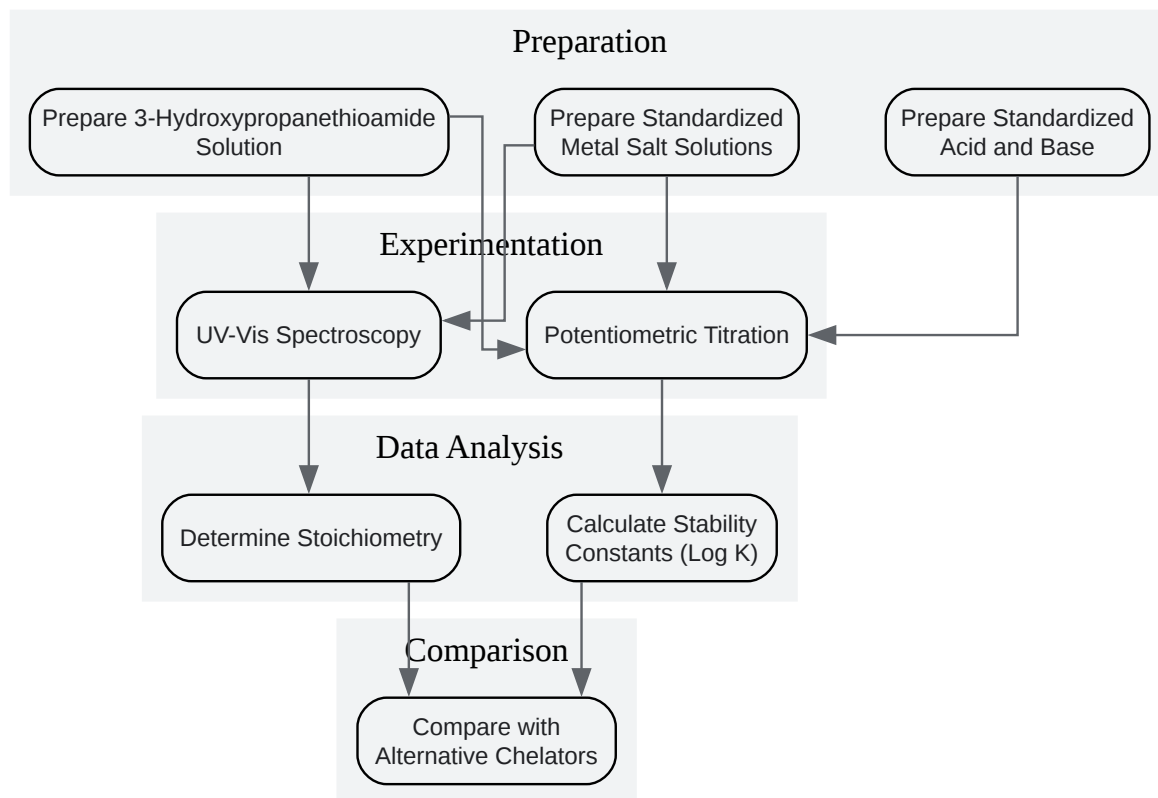 Preparation
Prepare 3-Hydroxypropanethioamide
Solution
Prepare Standardized
Metal Salt Solutions
Prepare Standardized
Acid and Base
Experimentation
UV-Vis Spectroscopy
Potentiometric Titration
Data Analysis
Determine Stoichiometry
Calculate Stability
Constants (Log K)
Comparison
Compare with
Alternative Chelators